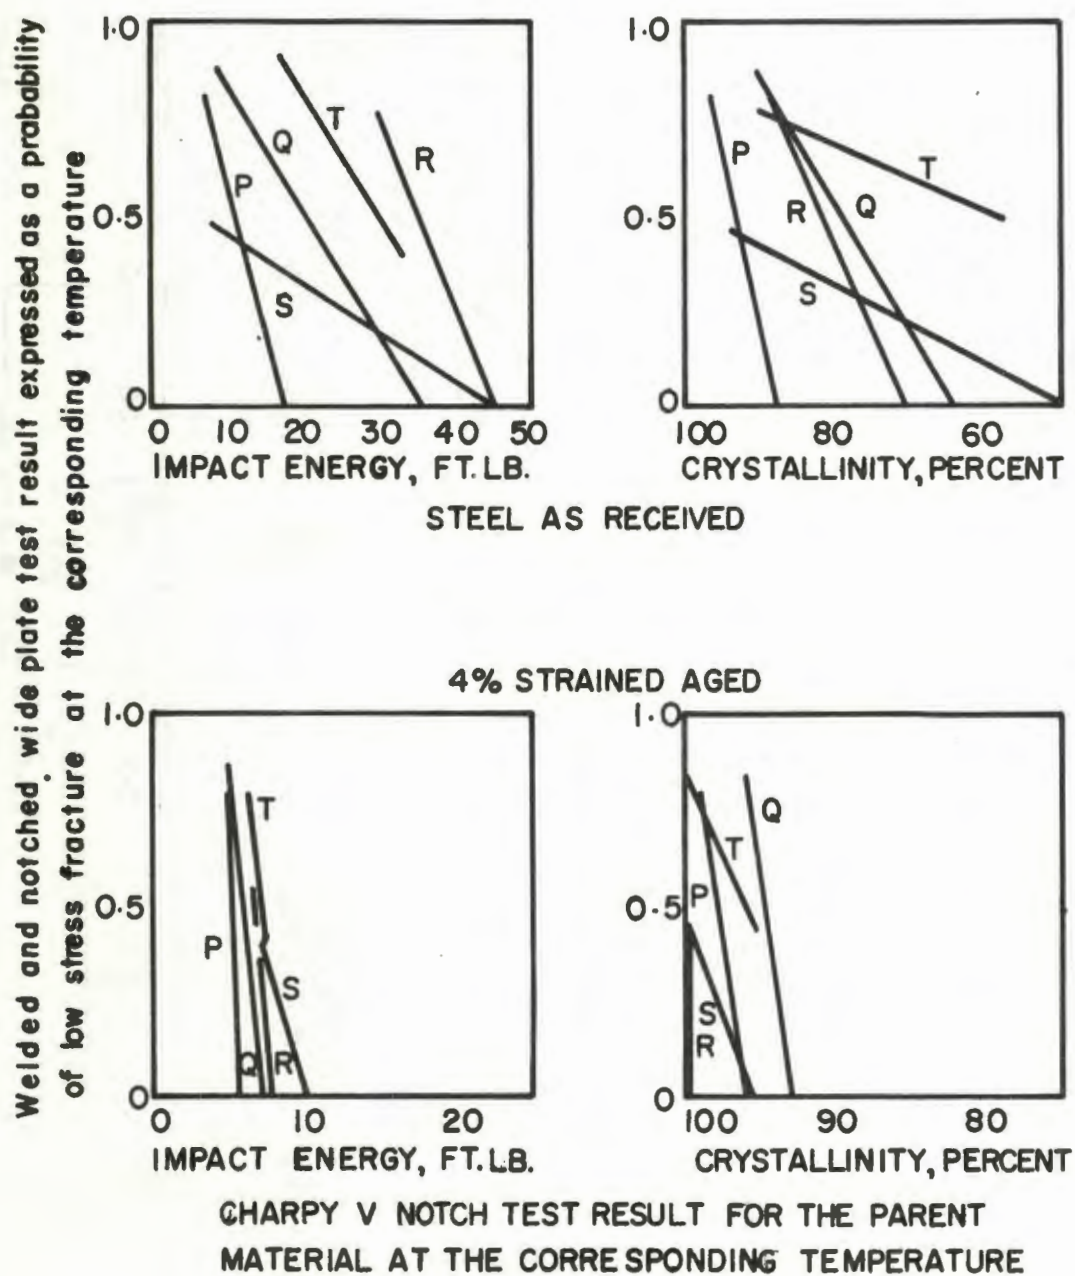 Welded and notched, wide plate test result expressed as a prabability
of low stress fracture at the corresponding temperature
1.0
0.5
0
P
Q
T
R
S
0 10 20 30 40 50
IMPACT ENERGY, FT. LB.
1.0
0.5
0
P
R
Q
T
S
100 80 60
CRYSTALLINITY, PERCENT
STEEL AS RECEIVED
4% STRAINED AGED
1.0
0.5
0
P
T
S
Q
R
0 10 20
IMPACT ENERGY, FT. LB.
1.0
0.5
0
Q
T
P
S
R
100 90 80
CRYSTALLINITY, PERCENT
CHARPY V NOTCH TEST RESULT FOR THE PARENT
MATERIAL AT THE CORRESPONDING TEMPERATURE